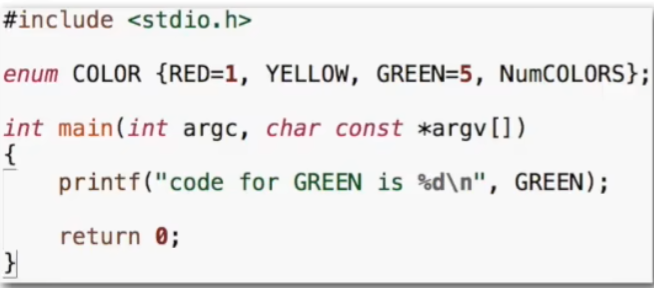 #include <stdio.h>
enum COLOR {RED=1, YELLOW, GREEN=5, NumCOLORS};
int main(int argc, char const *argv[])
{
    printf("code for GREEN is %d\n", GREEN);
    return 0;
}